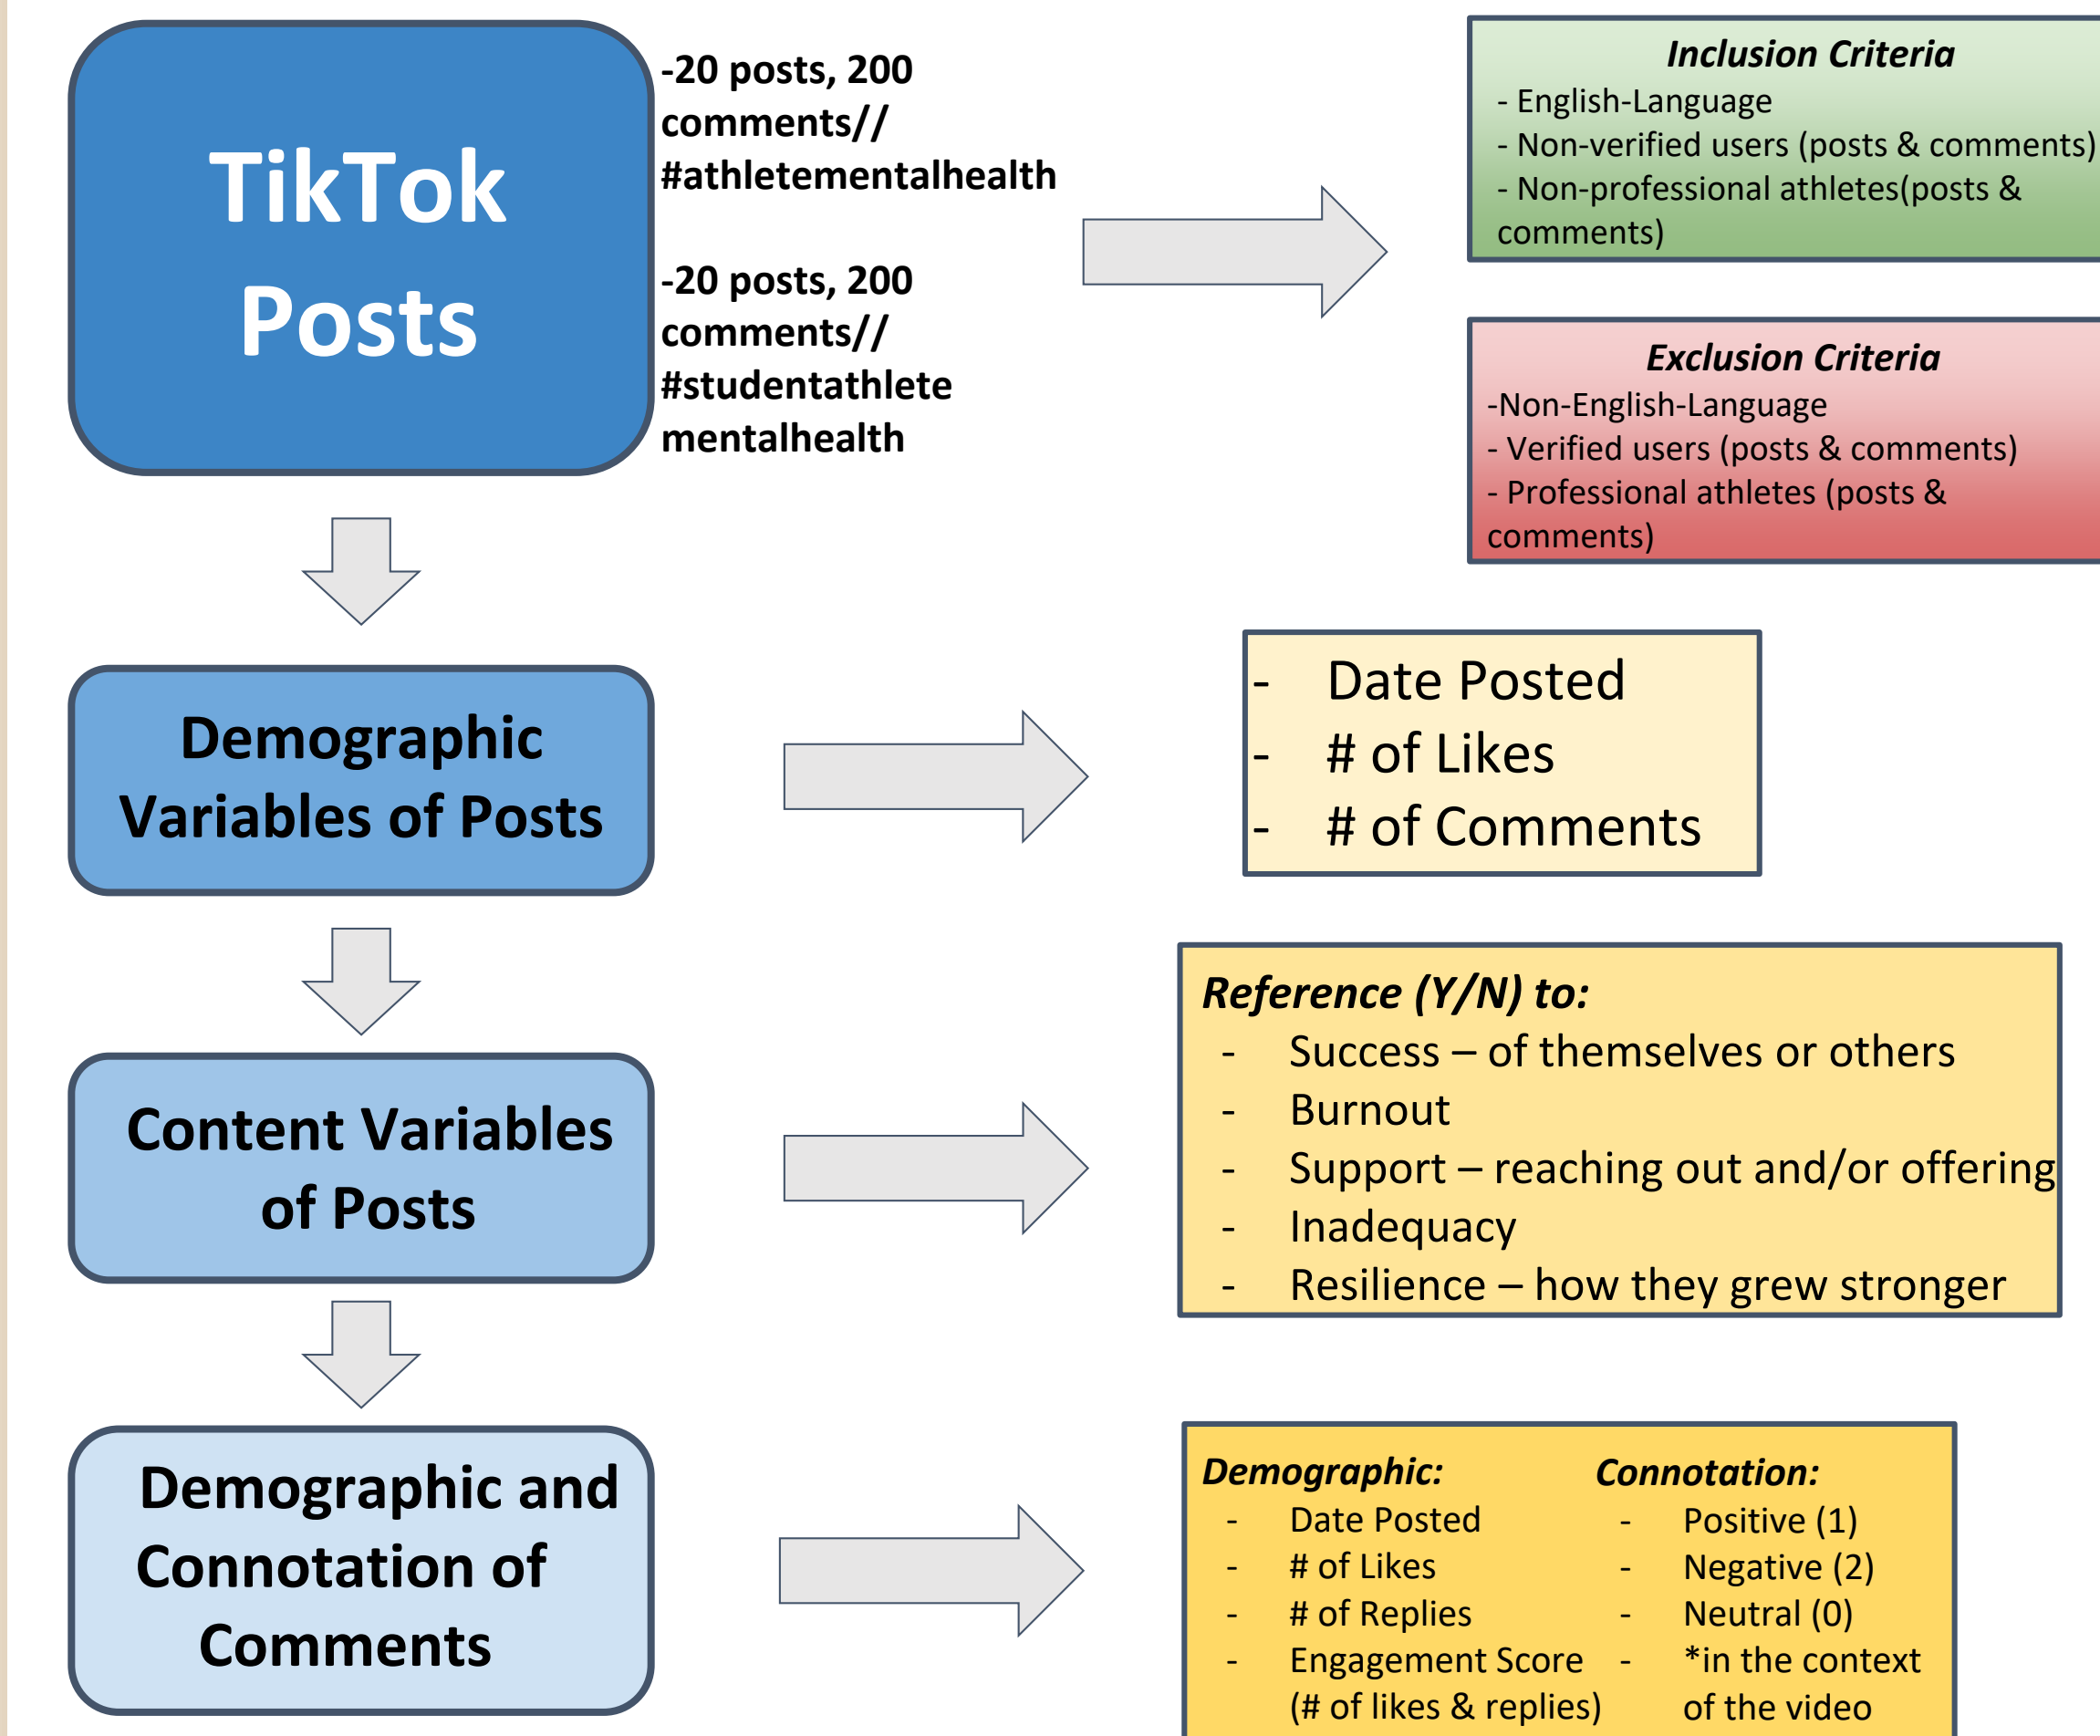 TikTok
Posts
-20 posts, 200
comments//
#athletementalhealth
-20 posts, 200
comments//
#studentathlete
mentalhealth
Inclusion Criteria
- English-Language
- Non-verified users (posts & comments)
- Non-professional athletes(posts &
comments)
Exclusion Criteria
-Non-English-Language
- Verified users (posts & comments)
- Professional athletes (posts &
comments)
Demographic
Variables of Posts
- Date Posted
- # of Likes
- # of Comments
Content Variables
of Posts
Reference (Y/N) to:
- Success – of themselves or others
- Burnout
- Support – reaching out and/or offering
- Inadequacy
- Resilience – how they grew stronger
Demographic and
Connotation of
Comments
Demographic:
- Date Posted
- # of Likes
- # of Replies
- Engagement Score
(# of likes & replies)
Connotation:
- Positive (1)
- Negative (2)
- Neutral (0)
- *in the context
of the video